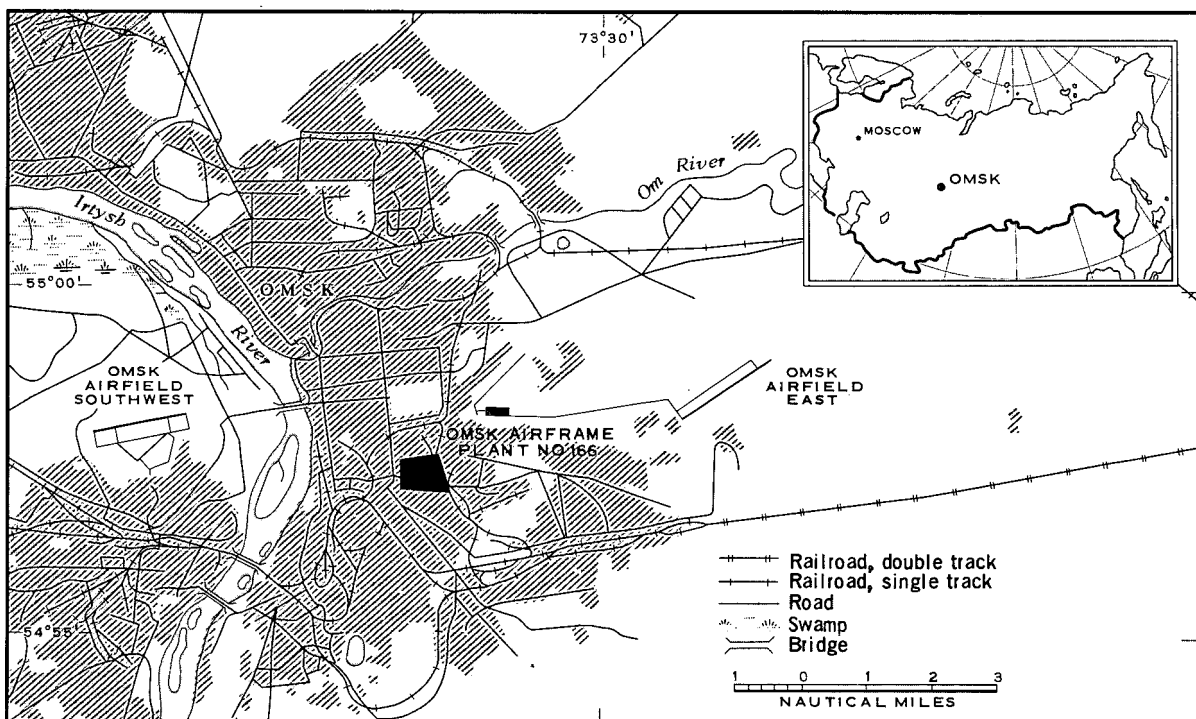 73°30'
MOSCOW
OMSK
Om River
Irtysh
River
55°00'
OMSK
OMSK
AIRFIELD
SOUTHWEST
OMSK
AIRFIELD
EAST
OMSK AIRFRAME
PLANT NO 166
54°55'
Railroad, double track
Railroad, single track
Road
Swamp
Bridge
1 0 1 2 3
NAUTICAL MILES